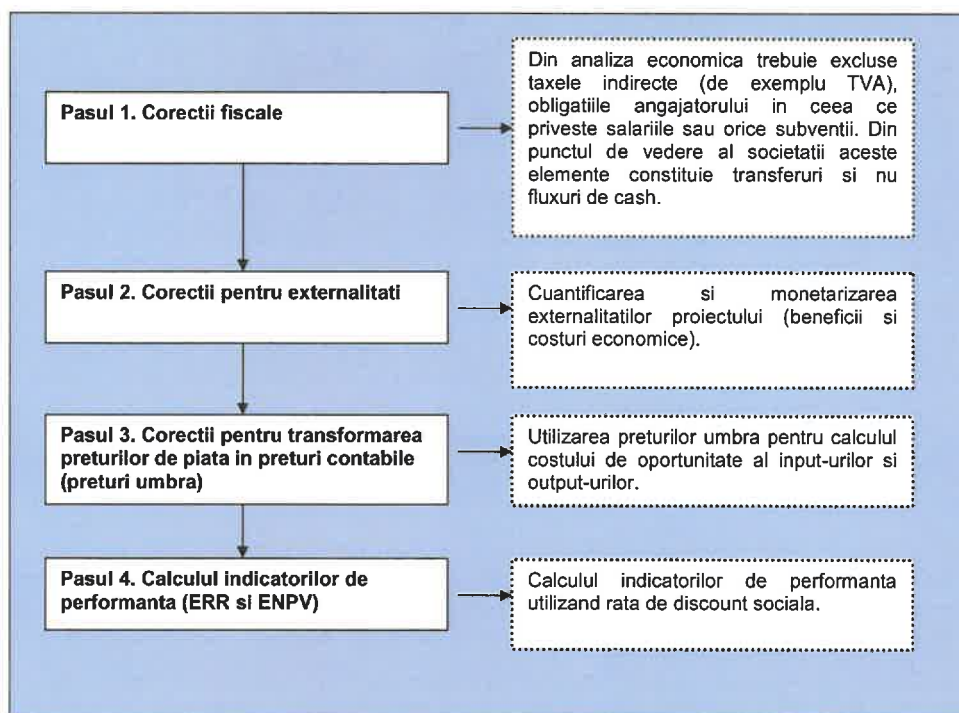 Pasul 1. Corectii fiscale
Din analiza economica trebuie excluse
taxele indirecte (de exemplu TVA),
obligatiile angajatorului in ceea ce
priveste salariile sau orice subventii. Din
punctul de vedere al societatii aceste
elemente constituie transferuri si nu
fluxuri de cash.
Pasul 2. Corectii pentru externalitati
Cuantificarea si monetarizarea
externalitatilor proiectului (beneficii si
costuri economice).
Pasul 3. Corectii pentru transformarea
preturilor de piata in preturi contabile
(preturi umbra)
Utilizarea preturilor umbra pentru calculul
costului de oportunitate al input-urilor si
output-urilor.
Pasul 4. Calculul indicatorilor de
performanta (ERR si ENPV)
Calculul indicatorilor de performanta
utilizand rata de discount sociala.